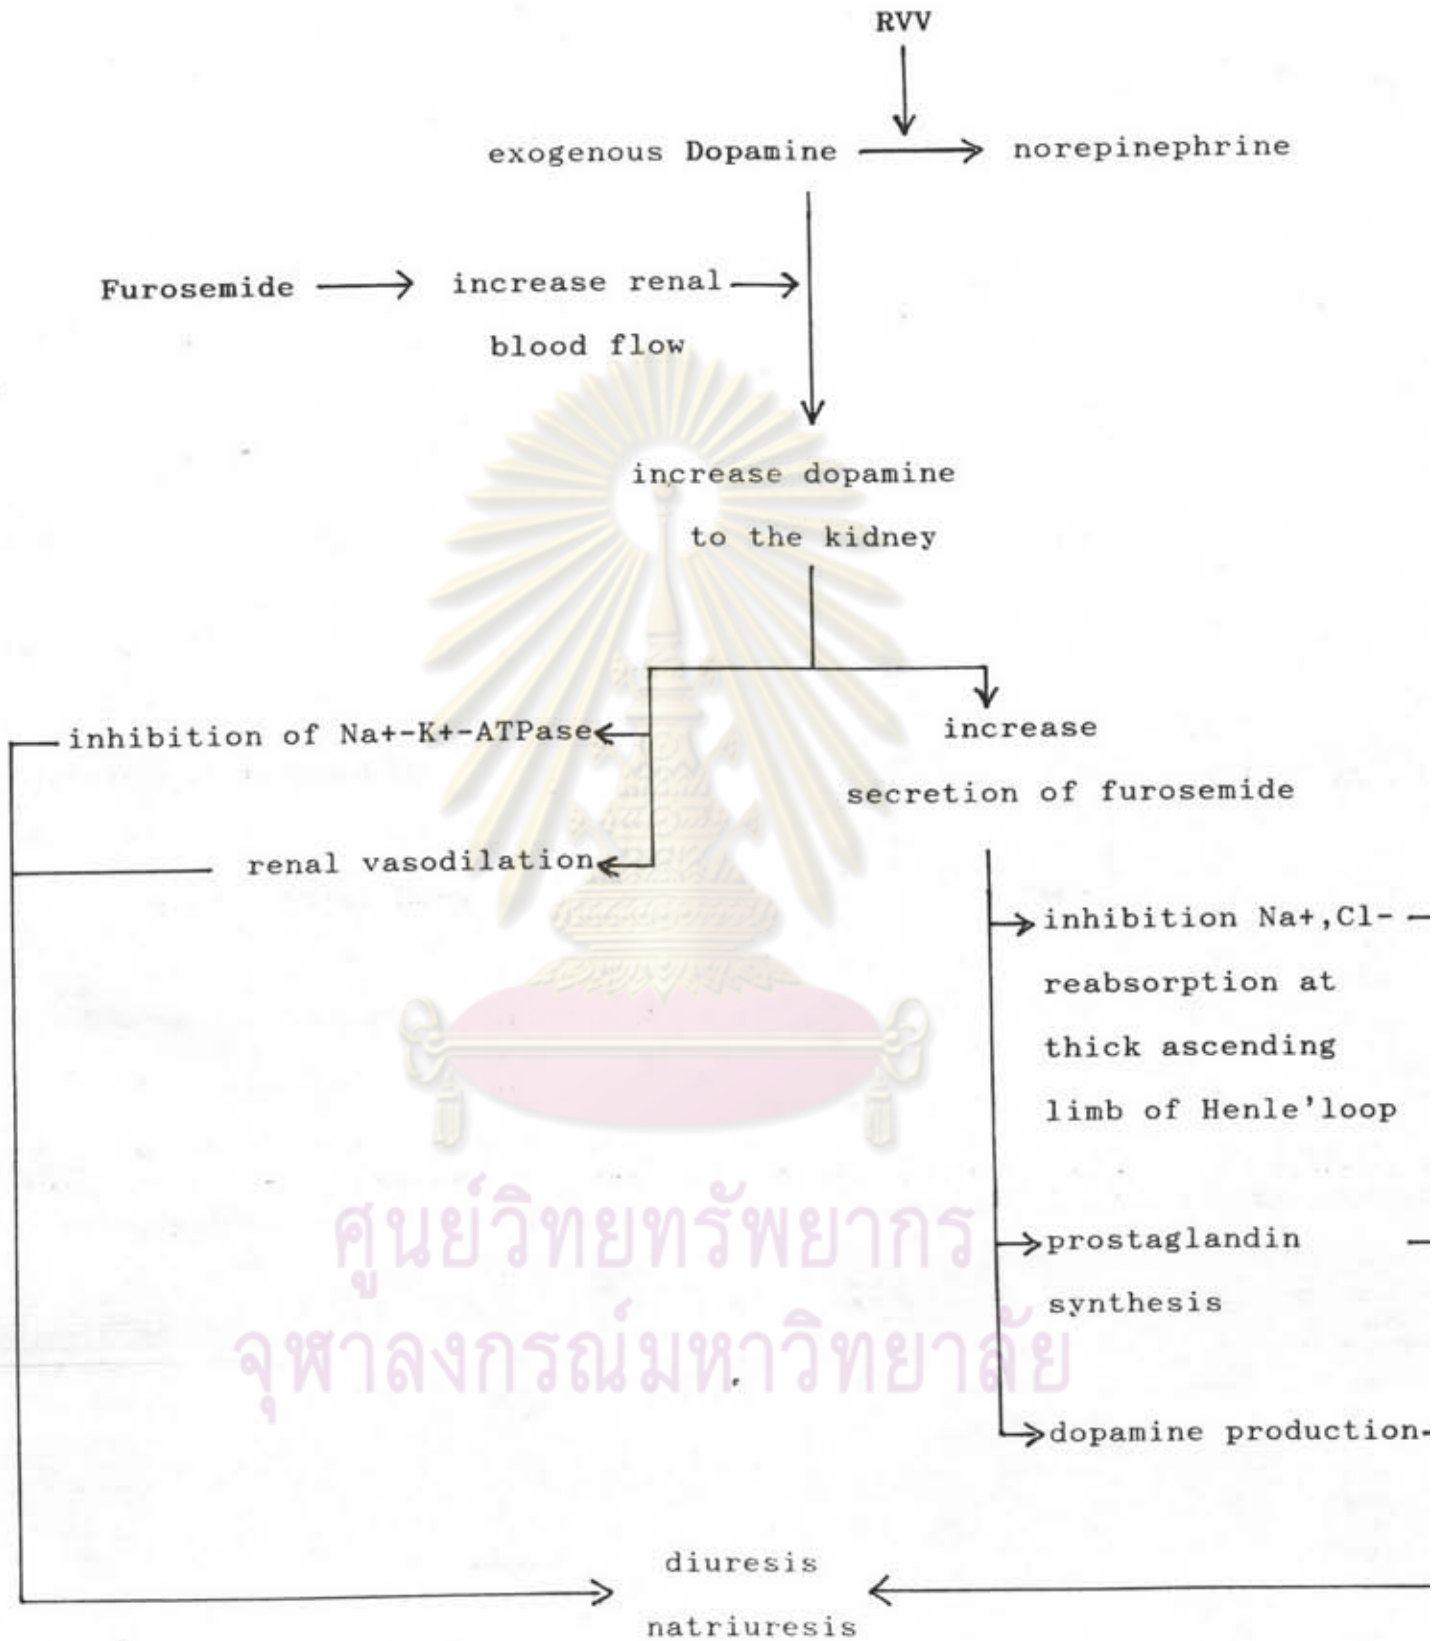 RVV
exogenous Dopamine norepinephrine
Furosemide increase renal
blood flow
increase dopamine
to the kidney
inhibition of Na+-K+-ATPase
renal vasodilation
increase
secretion of furosemide
inhibition Na+,Cl-
reabsorption at
thick ascending
limb of Henle'loop
prostaglandin
synthesis
dopamine production
ศูนย์วิทยทรัพยากร
จุฬาลงกรณ์มหาวิทยาลัย
diuresis
natriuresis